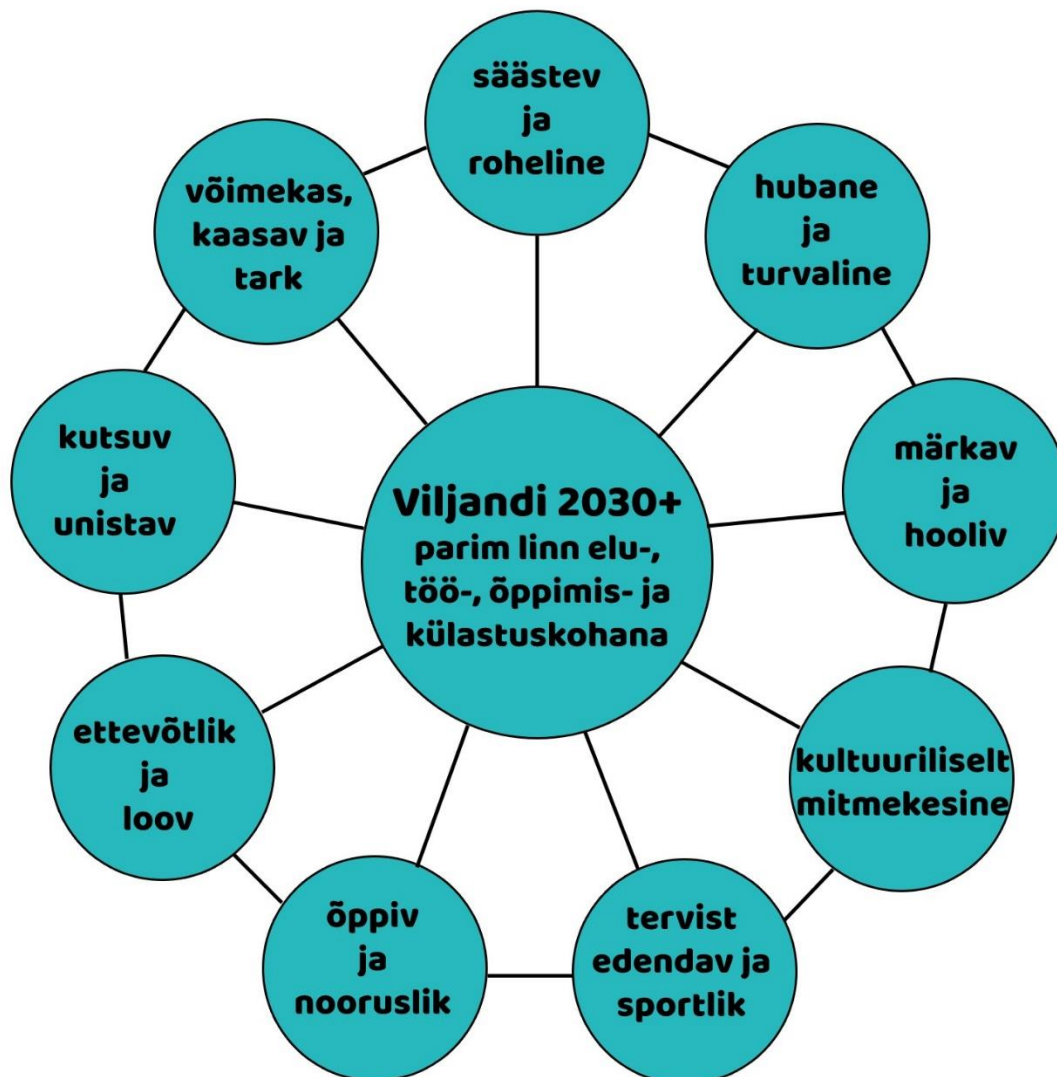 säästev
ja
roheline
hubane
ja
turvaline
märkav
ja
hooliv
kultuuriliselt
mitmekesine
tervist
edendav ja
sportlik
õppiv
ja
nooruslik
ettevõtlik
ja
loov
kutsuv
ja
unistav
võimekas,
kaasav ja
tark
Viljandi 2030+
parim linn elu-,
töö-, õppimis- ja
külastuskohana